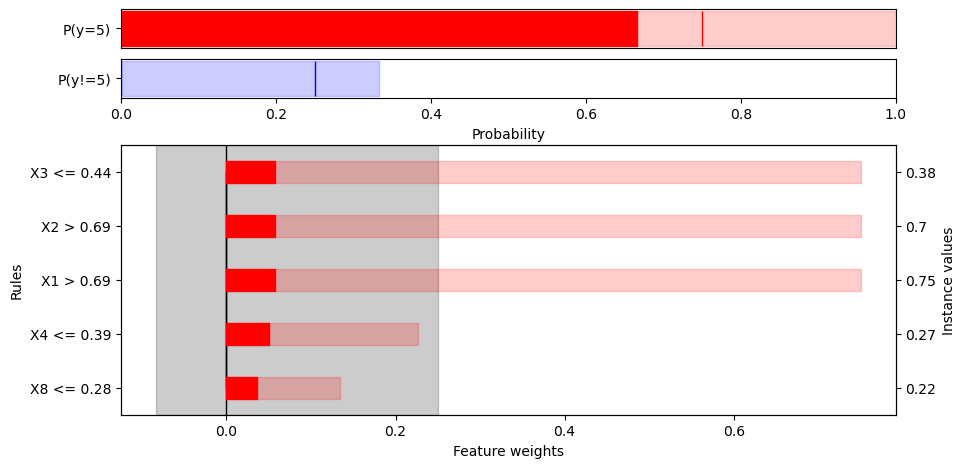 P(y=5)
P(y!=5)
0.0 0.2 0.4 0.6 0.8 1.0
Probability
X3 <= 0.44 0.38
X2 > 0.69 0.7
X1 > 0.69 0.75
X4 <= 0.39 0.27
X8 <= 0.28 0.22
Rules
Instance values
0.0 0.2 0.4 0.6
Feature weights